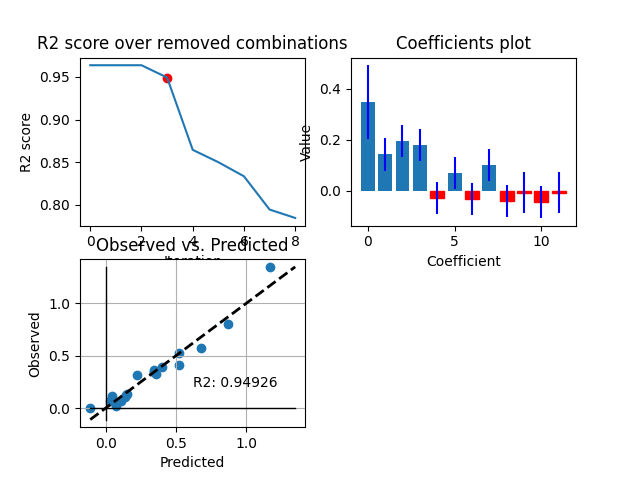 R2 score over removed combinations
Coefficients plot
R2 score
0.95
0.90
0.85
0.80
0 2 4 6 8
Value
0.4
0.2
0.0
0 5 10
Coefficient
Iteration
Observed vs. Predicted
Observed
1.0
0.5
0.0
R2: 0.94926
0.0 0.5 1.0
Predicted